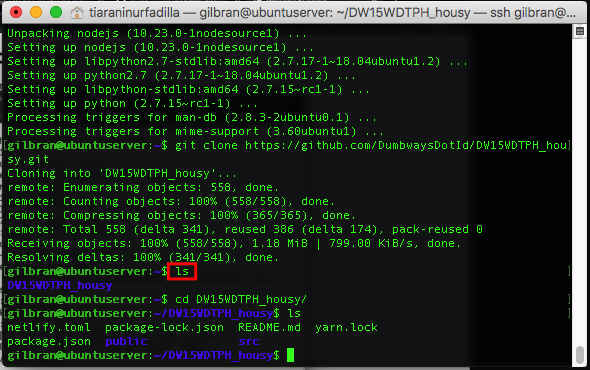 tiaraninurfadilla — gilbran@ubuntuserver: ~/DW15WDTPH_housy — ssh gilbran@...
Unpacking nodejs (10.23.0-1nodesource1) ...
Setting up nodejs (10.23.0-1nodesource1) ...
Setting up libpython2.7-stdlib:amd64 (2.7.17-1~18.04ubuntu1.2) ...
Setting up python2.7 (2.7.17-1~18.04ubuntu1.2) ...
Setting up libpython-stdlib:amd64 (2.7.15~rc1-1) ...
Setting up python (2.7.15~rc1-1) ...
Processing triggers for man-db (2.8.3-2ubuntu0.1) ...
Processing triggers for mime-support (3.60ubuntu1) ...
[gilbran@ubuntuserver:~$ git clone https://github.com/DumbwaysDotId/DW15WDTPH_hou]
sy.git
Cloning into 'DW15WDTPH_housy'...
remote: Enumerating objects: 558, done.
remote: Counting objects: 100% (558/558), done.
remote: Compressing objects: 100% (365/365), done.
remote: Total 558 (delta 341), reused 386 (delta 174), pack-reused 0
Receiving objects: 100% (558/558), 1.18 MiB | 799.00 KiB/s, done.
Resolving deltas: 100% (341/341), done.
[gilbran@ubuntuserver:~$ ls ]
DW15WDTPH_housy
[gilbran@ubuntuserver:~$ cd DW15WDTPH_housy/ ]
[gilbran@ubuntuserver:~/DW15WDTPH_housy$ ls ]
netlify.toml package-lock.json README.md yarn.lock
package.json public src
gilbran@ubuntuserver:~/DW15WDTPH_housy$